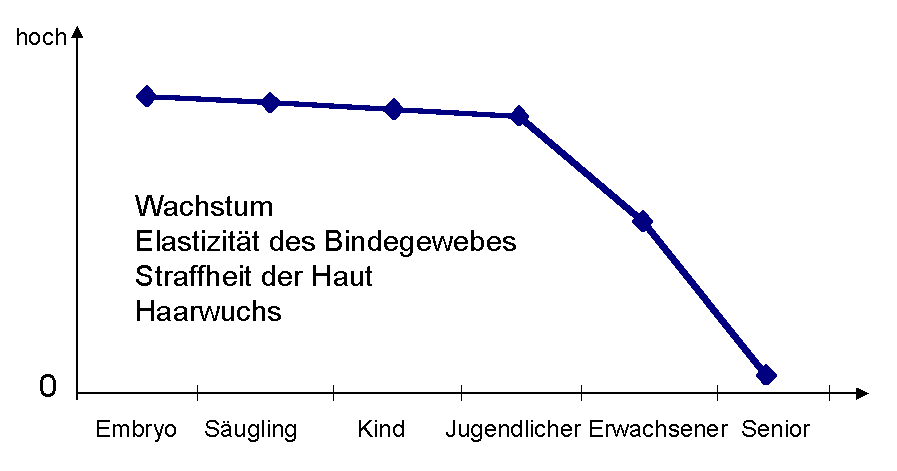 hoch
Wachstum
Elastizität des Bindegewebes
Straffheit der Haut
Haarwuchs
0
Embryo Säugling Kind Jugendlicher Erwachsener Senior